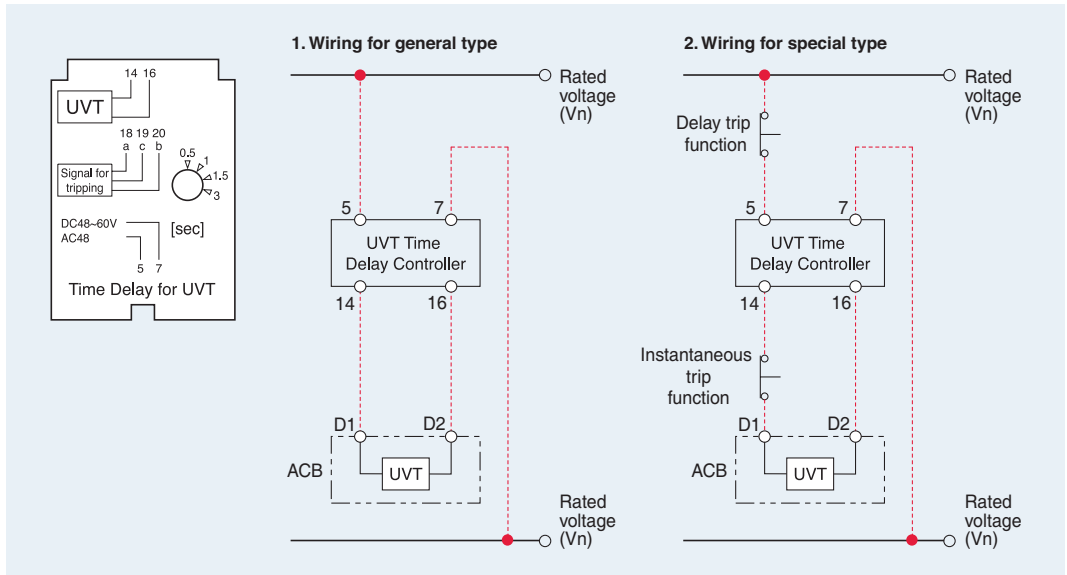 14 16
UVT
18 19 20
a c b
Signal for
tripping
0.5
1
1.5
3
DC48~60V
AC48
[sec]
5 7
Time Delay for UVT
1. Wiring for general type
Rated
voltage
(Vn)
5 7
UVT Time
Delay Controller
14 16
D1 D2
ACB
UVT
Rated
voltage
(Vn)
2. Wiring for special type
Rated
voltage
(Vn)
Delay trip
function
5 7
UVT Time
Delay Controller
14 16
Instantaneous
trip
function
D1 D2
ACB
UVT
Rated
voltage
(Vn)